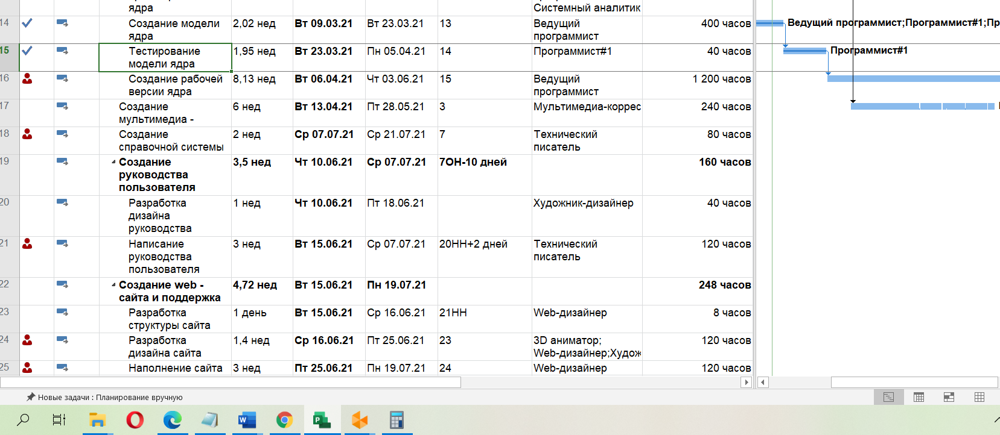 ядра Системный аналитик
14 Создание модели 2,02 нед Вт 09.03.21 Вт 23.03.21 13 Ведущий 400 часов Ведущий программист;Программист#1;Пр
ядра программист
15 Тестирование 1,95 нед Вт 23.03.21 Пн 05.04.21 14 Программист#1 40 часов Программист#1
модели ядра
16 Создание рабочей 8,13 нед Вт 06.04.21 Чт 03.06.21 15 Ведущий 1 200 часов
версии ядра программист
17 Создание 6 нед Вт 13.04.21 Пт 28.05.21 3 Мультимедиа-коррес 240 часов
мультимедиа -
18 Создание 2 нед Ср 07.07.21 Ср 21.07.21 7 Технический 80 часов
справочной системы писатель
19 Создание 3,5 нед Чт 10.06.21 Ср 07.07.21 7ОН-10 дней 160 часов
руководства
пользователя
20 Разработка 1 нед Чт 10.06.21 Пт 18.06.21 Художник-дизайнер 40 часов
дизайна
руководства
21 Написание 3 нед Вт 15.06.21 Ср 07.07.21 20НН+2 дней Технический 120 часов
руководства писатель
пользователя
22 Создание web - 4,72 нед Вт 15.06.21 Пн 19.07.21 248 часов
сайта и поддержка
23 Разработка 1 день Вт 15.06.21 Ср 16.06.21 21НН Web-дизайнер 8 часов
структуры сайта
24 Разработка 1,4 нед Ср 16.06.21 Пт 25.06.21 23 3D аниматор; 120 часов
дизайна сайта Web-дизайнер;Худож
25 Наполнение сайта 3 нед Пт 25.06.21 Пн 19.07.21 24 Web-дизайнер 120 часов
Новые задачи : Планирование вручную